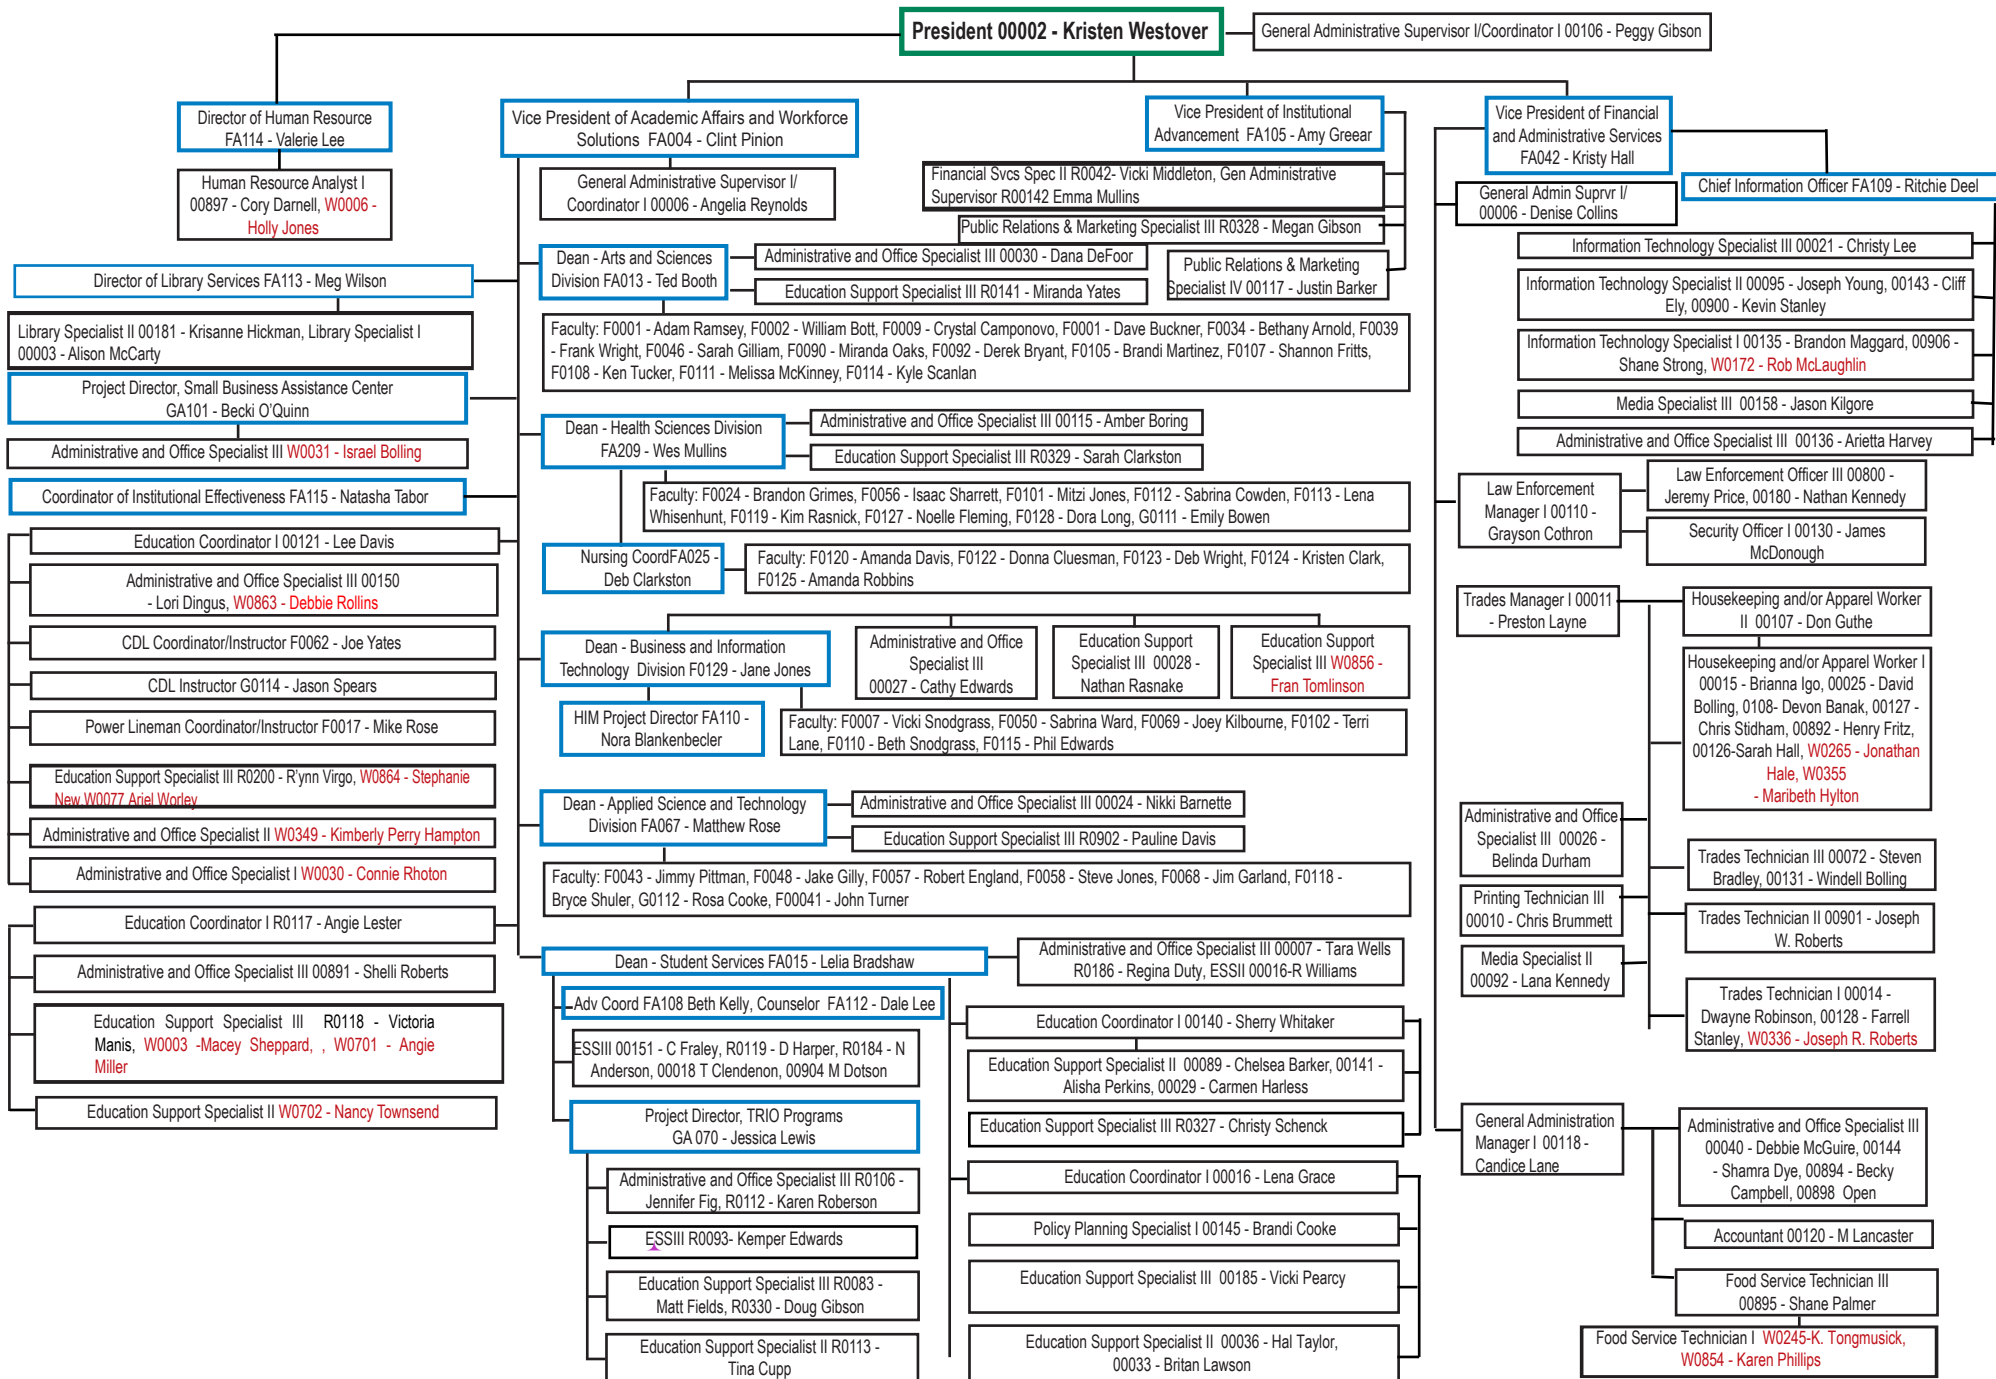 President 00002 - Kristen Westover
General Administrative Supervisor I/Coordinator I 00106 - Peggy Gibson
Director of Human Resource
FA114 - Valerie Lee
Human Resource Analyst I
00897 - Cory Darnell, W0006 -
Holly Jones
Director of Library Services FA113 - Meg Wilson
Library Specialist II 00181 - Krisanne Hickman, Library Specialist I
00003 - Alison McCarty
Project Director, Small Business Assistance Center
GA101 - Becki O'Quinn
Administrative and Office Specialist III W0031 - Israel Bolling
Coordinator of Institutional Effectiveness FA115 - Natasha Tabor
Education Coordinator I 00121 - Lee Davis
Administrative and Office Specialist III 00150
- Lori Dingus, W0863 - Debbie Rollins
CDL Coordinator/Instructor F0062 - Joe Yates
CDL Instructor G0114 - Jason Spears
Power Lineman Coordinator/Instructor F0017 - Mike Rose
Education Support Specialist III R0200 - R'ynn Virgo, W0864 - Stephanie
New W0077 Ariel Worley
Administrative and Office Specialist II W0349 - Kimberly Perry Hampton
Administrative and Office Specialist I W0030 - Connie Rhoton
Education Coordinator I R0117 - Angie Lester
Administrative and Office Specialist III 00891 - Shelli Roberts
Education Support Specialist III R0118 - Victoria
Manis, W0003 -Macey Sheppard, , W0701 - Angie
Miller
Education Support Specialist II W0702 - Nancy Townsend
Vice President of Academic Affairs and Workforce
Solutions FA004 - Clint Pinion
General Administrative Supervisor I/
Coordinator I 00006 - Angelia Reynolds
Dean - Arts and Sciences
Division FA013 - Ted Booth
Administrative and Office Specialist III 00030 - Dana DeFoor
Education Support Specialist III R0141 - Miranda Yates
Faculty: F0001 - Adam Ramsey, F0002 - William Bott, F0009 - Crystal Camponovo, F0001 - Dave Buckner, F0034 - Bethany Arnold, F0039
- Frank Wright, F0046 - Sarah Gilliam, F0090 - Miranda Oaks, F0092 - Derek Bryant, F0105 - Brandi Martinez, F0107 - Shannon Fritts,
F0108 - Ken Tucker, F0111 - Melissa McKinney, F0114 - Kyle Scanlan
Dean - Health Sciences Division
FA209 - Wes Mullins
Administrative and Office Specialist III 00115 - Amber Boring
Education Support Specialist III R0329 - Sarah Clarkston
Faculty: F0024 - Brandon Grimes, F0056 - Isaac Sharrett, F0101 - Mitzi Jones, F0112 - Sabrina Cowden, F0113 - Lena
Whisenhunt, F0119 - Kim Rasnick, F0127 - Noelle Fleming, F0128 - Dora Long, G0111 - Emily Bowen
Nursing CoordFA025 -
Deb Clarkston
Faculty: F0120 - Amanda Davis, F0122 - Donna Cluesman, F0123 - Deb Wright, F0124 - Kristen Clark,
F0125 - Amanda Robbins
Dean - Business and Information
Technology Division F0129 - Jane Jones
Administrative and Office
Specialist III
00027 - Cathy Edwards
Education Support
Specialist III 00028 -
Nathan Rasnake
Education Support
Specialist III W0856 -
Fran Tomlinson
HIM Project Director FA110 -
Nora Blankenbecler
Faculty: F0007 - Vicki Snodgrass, F0050 - Sabrina Ward, F0069 - Joey Kilbourne, F0102 - Terri
Lane, F0110 - Beth Snodgrass, F0115 - Phil Edwards
Dean - Applied Science and Technology
Division FA067 - Matthew Rose
Administrative and Office Specialist III 00024 - Nikki Barnette
Education Support Specialist III R0902 - Pauline Davis
Faculty: F0043 - Jimmy Pittman, F0048 - Jake Gilly, F0057 - Robert England, F0058 - Steve Jones, F0068 - Jim Garland, F0118 -
Bryce Shuler, G0112 - Rosa Cooke, F00041 - John Turner
Dean - Student Services FA015 - Lelia Bradshaw
Administrative and Office Specialist III 00007 - Tara Wells
R0186 - Regina Duty, ESSII 00016-R Williams
Adv Coord FA108 Beth Kelly, Counselor FA112 - Dale Lee
ESSIII 00151 - C Fraley, R0119 - D Harper, R0184 - N
Anderson, 00018 T Clendenon, 00904 M Dotson
Project Director, TRIO Programs
GA 070 - Jessica Lewis
Administrative and Office Specialist III R0106 -
Jennifer Fig, R0112 - Karen Roberson
ESSIII R0093- Kemper Edwards
Education Support Specialist III R0083 -
Matt Fields, R0330 - Doug Gibson
Education Support Specialist II R0113 -
Tina Cupp
Education Coordinator I 00140 - Sherry Whitaker
Education Support Specialist II 00089 - Chelsea Barker, 00141 -
Alisha Perkins, 00029 - Carmen Harless
Education Support Specialist III R0327 - Christy Schenck
Education Coordinator I 00016 - Lena Grace
Policy Planning Specialist I 00145 - Brandi Cooke
Education Support Specialist III 00185 - Vicki Pearcy
Education Support Specialist II 00036 - Hal Taylor,
00033 - Britan Lawson
Vice President of Institutional
Advancement FA105 - Amy Greear
Financial Svcs Spec II R0042- Vicki Middleton, Gen Administrative
Supervisor R00142 Emma Mullins
Public Relations & Marketing Specialist III R0328 - Megan Gibson
Public Relations & Marketing
Specialist IV 00117 - Justin Barker
Vice President of Financial
and Administrative Services
FA042 - Kristy Hall
General Admin Suprvr I/
00006 - Denise Collins
Chief Information Officer FA109 - Ritchie Deel
Information Technology Specialist III 00021 - Christy Lee
Information Technology Specialist II 00095 - Joseph Young, 00143 - Cliff
Ely, 00900 - Kevin Stanley
Information Technology Specialist I 00135 - Brandon Maggard, 00906 -
Shane Strong, W0172 - Rob McLaughlin
Media Specialist III 00158 - Jason Kilgore
Administrative and Office Specialist III 00136 - Arietta Harvey
Law Enforcement
Manager I 00110 -
Grayson Cothron
Law Enforcement Officer III 00800 -
Jeremy Price, 00180 - Nathan Kennedy
Security Officer I 00130 - James
McDonough
Trades Manager I 00011
- Preston Layne
Housekeeping and/or Apparel Worker
II 00107 - Don Guthe
Housekeeping and/or Apparel Worker I
00015 - Brianna Igo, 00025 - David
Bolling, 0108- Devon Banak, 00127 -
Chris Stidham, 00892 - Henry Fritz,
00126-Sarah Hall, W0265 - Jonathan
Hale, W0355
- Maribeth Hylton
Administrative and Office
Specialist III 00026 -
Belinda Durham
Printing Technician III
00010 - Chris Brummett
Media Specialist II
00092 - Lana Kennedy
Trades Technician III 00072 - Steven
Bradley, 00131 - Windell Bolling
Trades Technician II 00901 - Joseph
W. Roberts
Trades Technician I 00014 -
Dwayne Robinson, 00128 - Farrell
Stanley, W0336 - Joseph R. Roberts
General Administration
Manager I 00118 -
Candice Lane
Administrative and Office Specialist III
00040 - Debbie McGuire, 00144
- Shamra Dye, 00894 - Becky
Campbell, 00898 Open
Accountant 00120 - M Lancaster
Food Service Technician III
00895 - Shane Palmer
Food Service Technician I W0245-K. Tongmusick,
W0854 - Karen Phillips